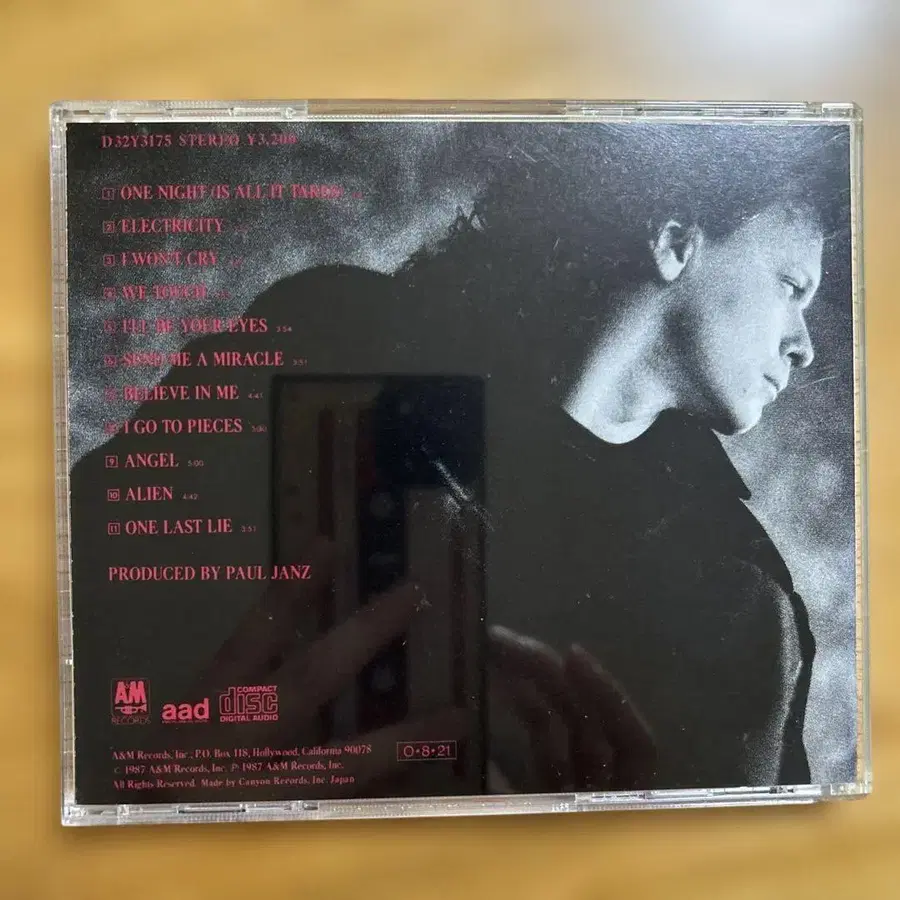 D32Y3175 STEREO ¥3,200
1 ONE NIGHT (IS ALL IT TAKES)
2 ELECTRICITY
3 I WON'T CRY
4 WE TOUCH
5 I'LL BE YOUR EYES 3:54
6 SEND ME A MIRACLE 3:51
7 BELIEVE IN ME 4:41
8 I GO TO PIECES 5:00
9 ANGEL 5:00
10 ALIEN 4:42
11 ONE LAST LIE 3:51
PRODUCED BY PAUL JANZ
A&M RECORDS
aad
COMPACT disc DIGITAL AUDIO
A&M Records, Inc.; P.O. Box 118, Hollywood, California 90078
© 1987 A&M Records, Inc. ℗ 1987 A&M Records, Inc.
All Rights Reserved. Made by Canyon Records, Inc. Japan
O·8·21